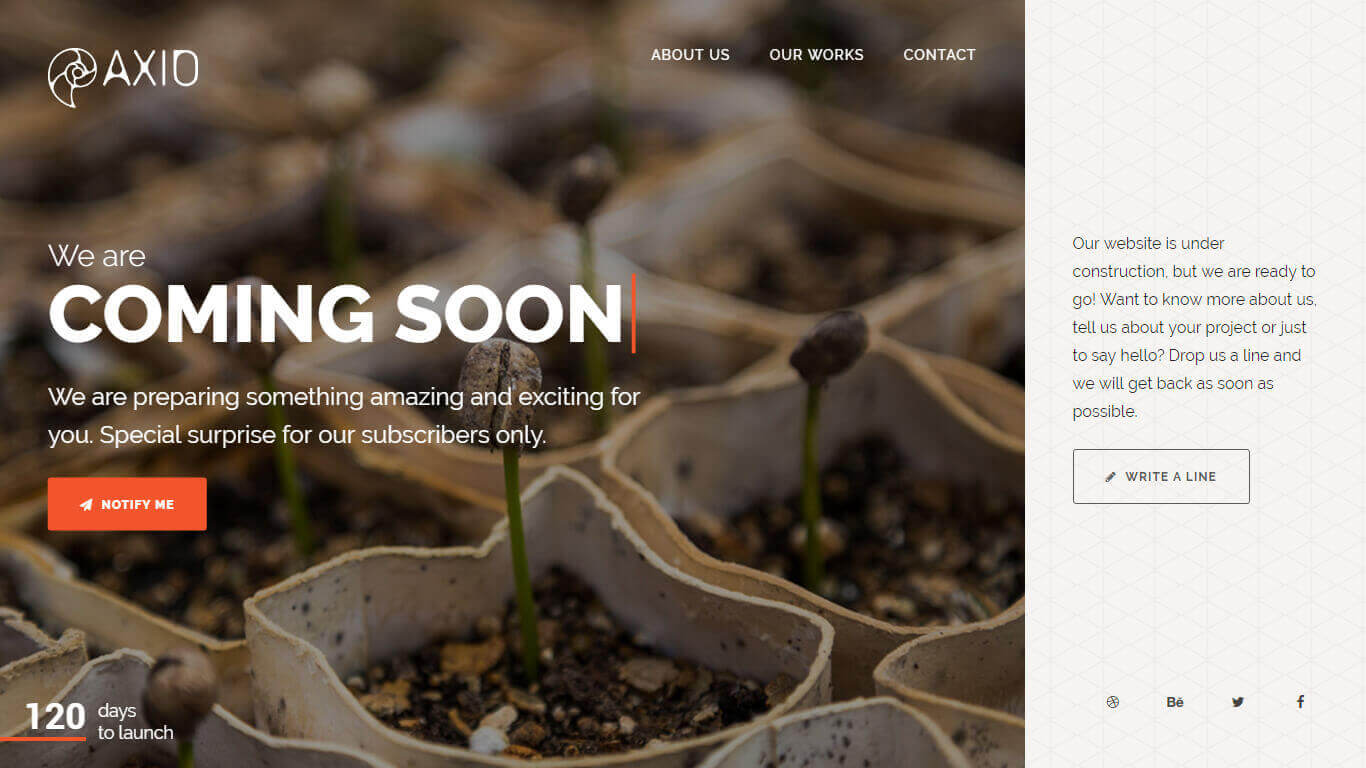 AXIO
ABOUT US
OUR WORKS
CONTACT
We are
COMING SOON
We are preparing something amazing and exciting for
you. Special surprise for our subscribers only.
NOTIFY ME
120
days
to launch
Our website is under
construction, but we are ready to
go! Want to know more about us,
tell us about your project or just
to say hello? Drop us a line and
we will get back as soon as
possible.
WRITE A LINE
Bē